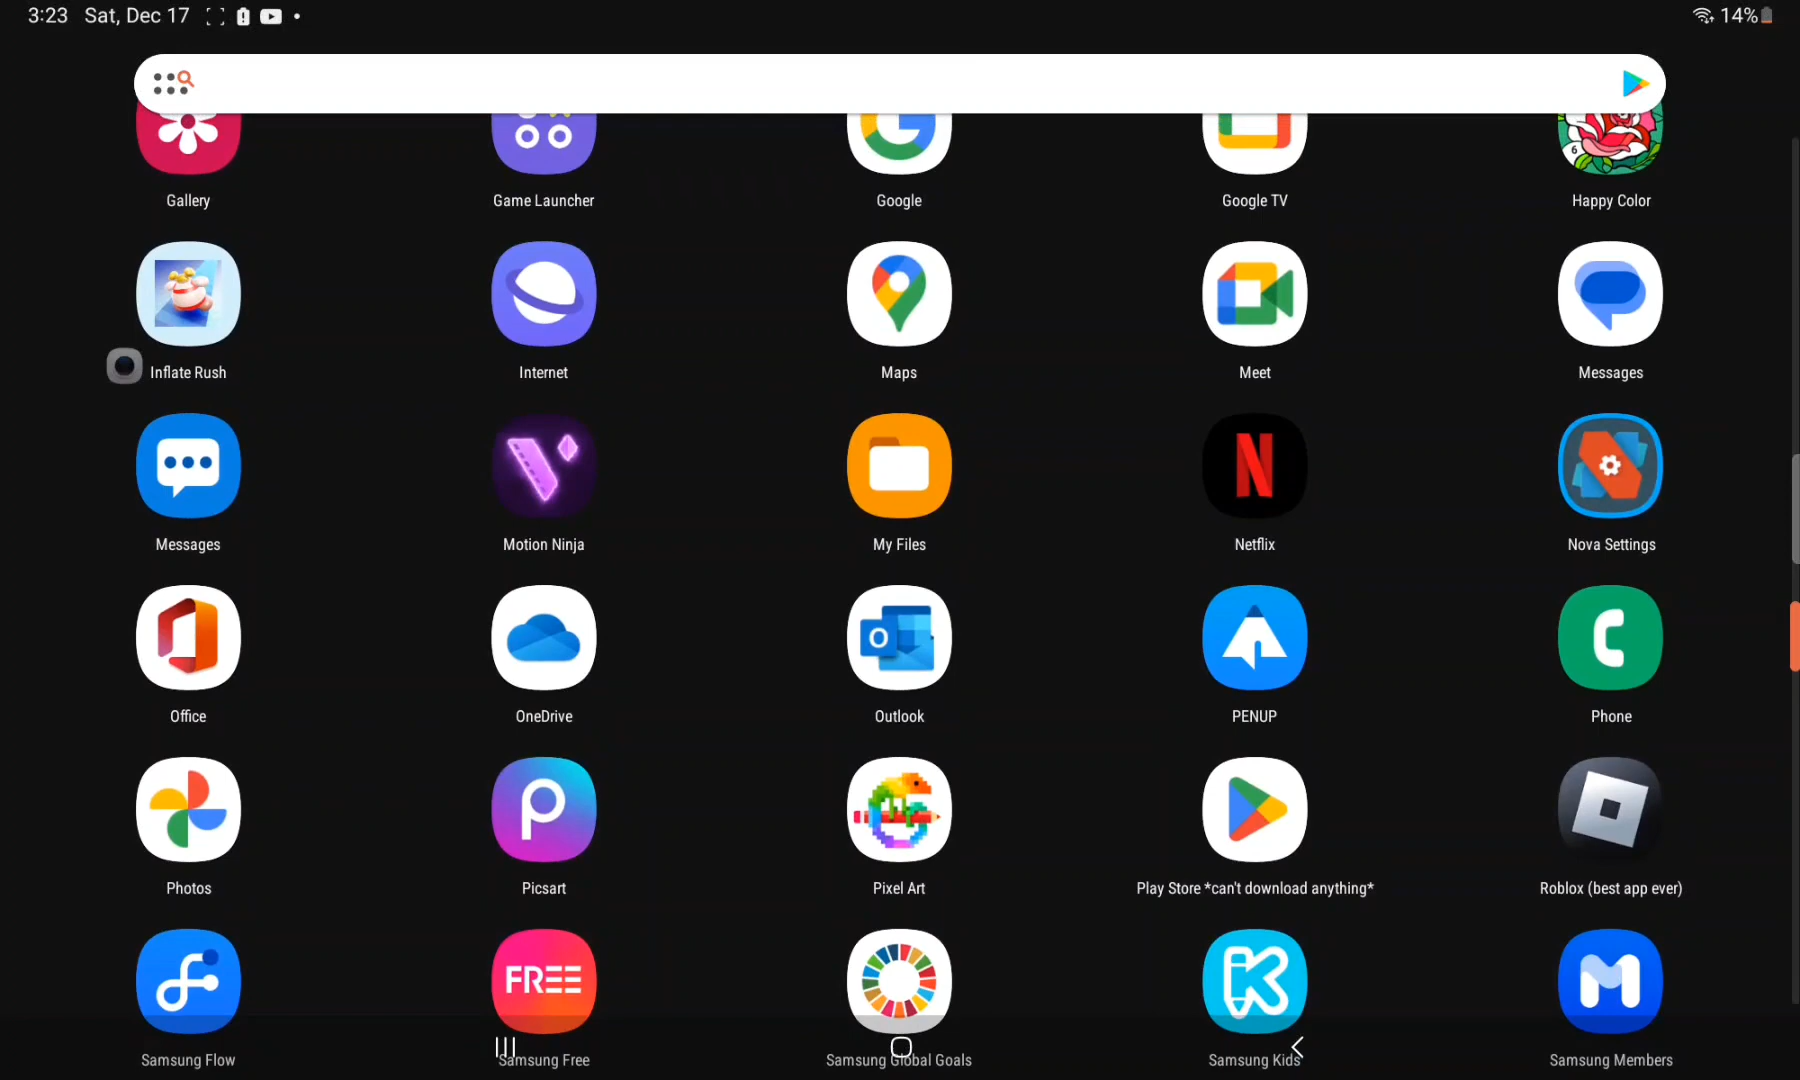 3:23 Sat, Dec 17
14%
Gallery
Game Launcher
Google
Google TV
6
Happy Color
Inflate Rush
Internet
Maps
Meet
Messages
Messages
Motion Ninja
My Files
N
Netflix
Nova Settings
Office
OneDrive
O
Outlook
PENUP
Phone
Photos
Picsart
Pixel Art
Play Store *can't download anything*
Roblox (best app ever)
FREE
Samsung Flow
Samsung Free
Samsung Global Goals
Samsung Kids
Samsung Members